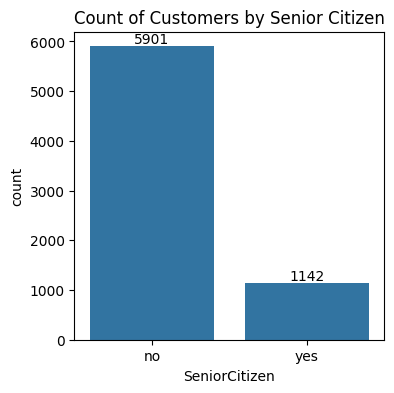 Count of Customers by Senior Citizen
6000
5901
5000
4000
3000
2000
1142
1000
0
count
no
yes
SeniorCitizen